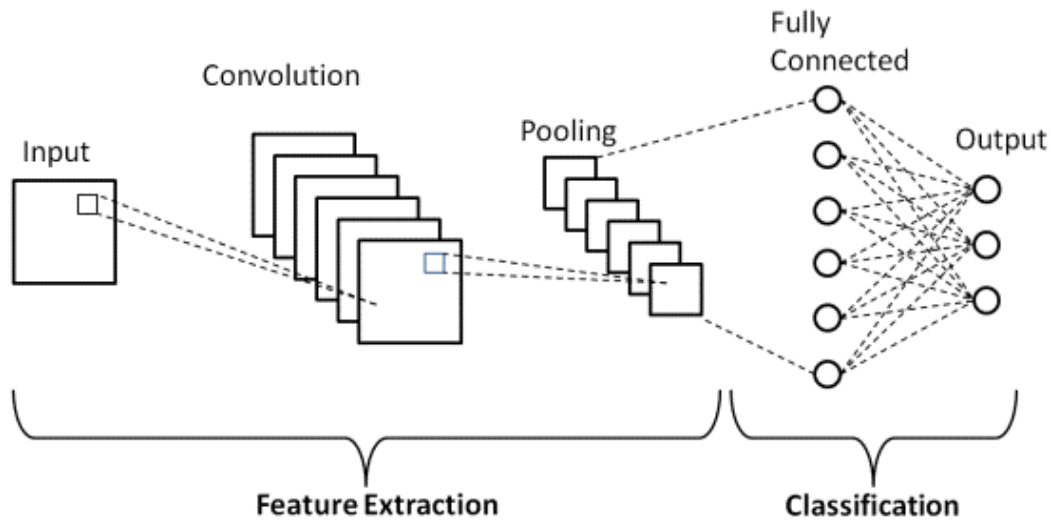 Input
Convolution
Pooling
Fully
Connected
Output
Feature Extraction
Classification